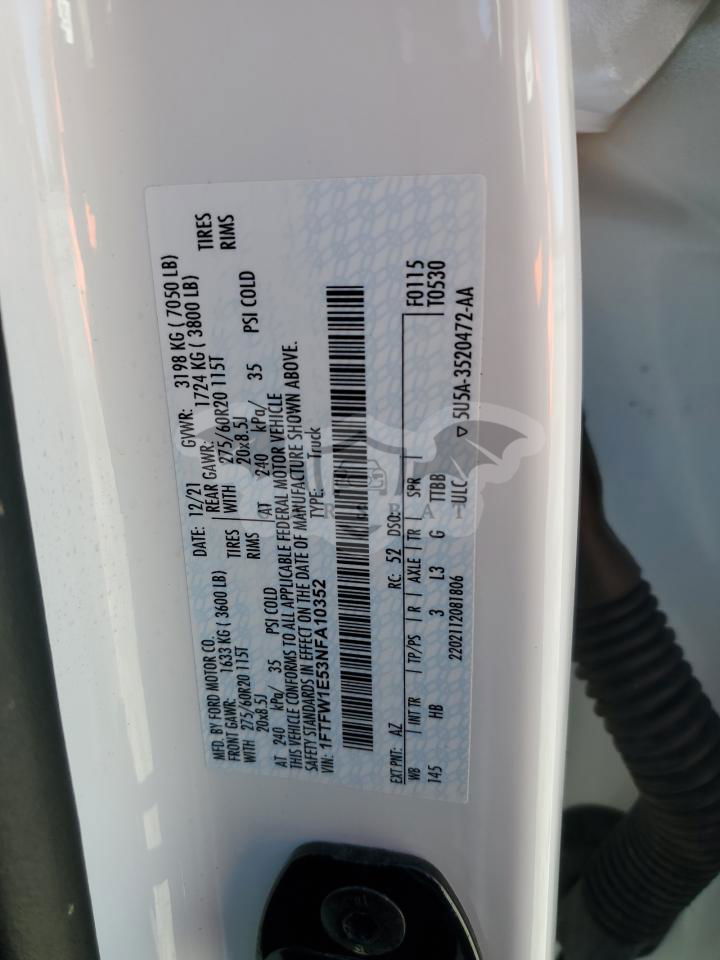 MFD. BY FORD MOTOR CO. DATE: 12/21 GVWR: 3198 KG ( 7050 LB)
FRONT GAWR: 1633 KG ( 3600 LB) REAR GAWR: 1724 KG ( 3800 LB)
WITH 275/60R20 115T TIRES WITH 275/60R20 115T TIRES
20x8.5J RIMS 20x8.5J RIMS
AT 240 kPa/ 35 PSI COLD AT 240 kPa/ 35 PSI COLD
THIS VEHICLE CONFORMS TO ALL APPLICABLE FEDERAL MOTOR VEHICLE
SAFETY STANDARDS IN EFFECT ON THE DATE OF MANUFACTURE SHOWN ABOVE.
VIN: 1FTFW1E53NFA10352 TYPE: Truck
EXT PNT: AZ RC: 52 DSO: F0115
WB INT TR TP/PS R AXLE TR SPR T0530
145 HB 3 L3 G TTBB
2202112081806 ULC ▽ 5U5A-3520472-AA